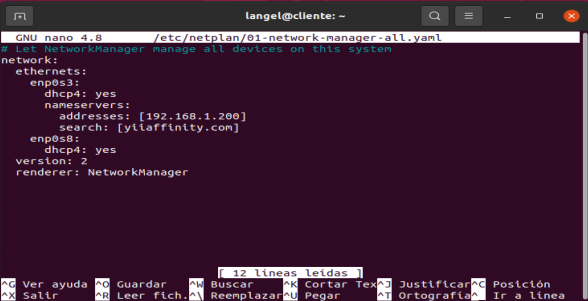 langel@cliente: ~
GNU nano 4.8 /etc/netplan/01-network-manager-all.yaml
# Let NetworkManager manage all devices on this system
network:
  ethernets:
    enp0s3:
      dhcp4: yes
      nameservers:
        addresses: [192.168.1.200]
        search: [yiiaffinity.com]
    enp0s8:
      dhcp4: yes
  version: 2
  renderer: NetworkManager
[ 12 líneas leídas ]
^G Ver ayuda ^O Guardar ^W Buscar ^K Cortar Tex ^J Justificar ^C Posición
^X Salir ^R Leer fich. ^\ Reemplazar ^U Pegar ^T Ortografía ^_ Ir a línea